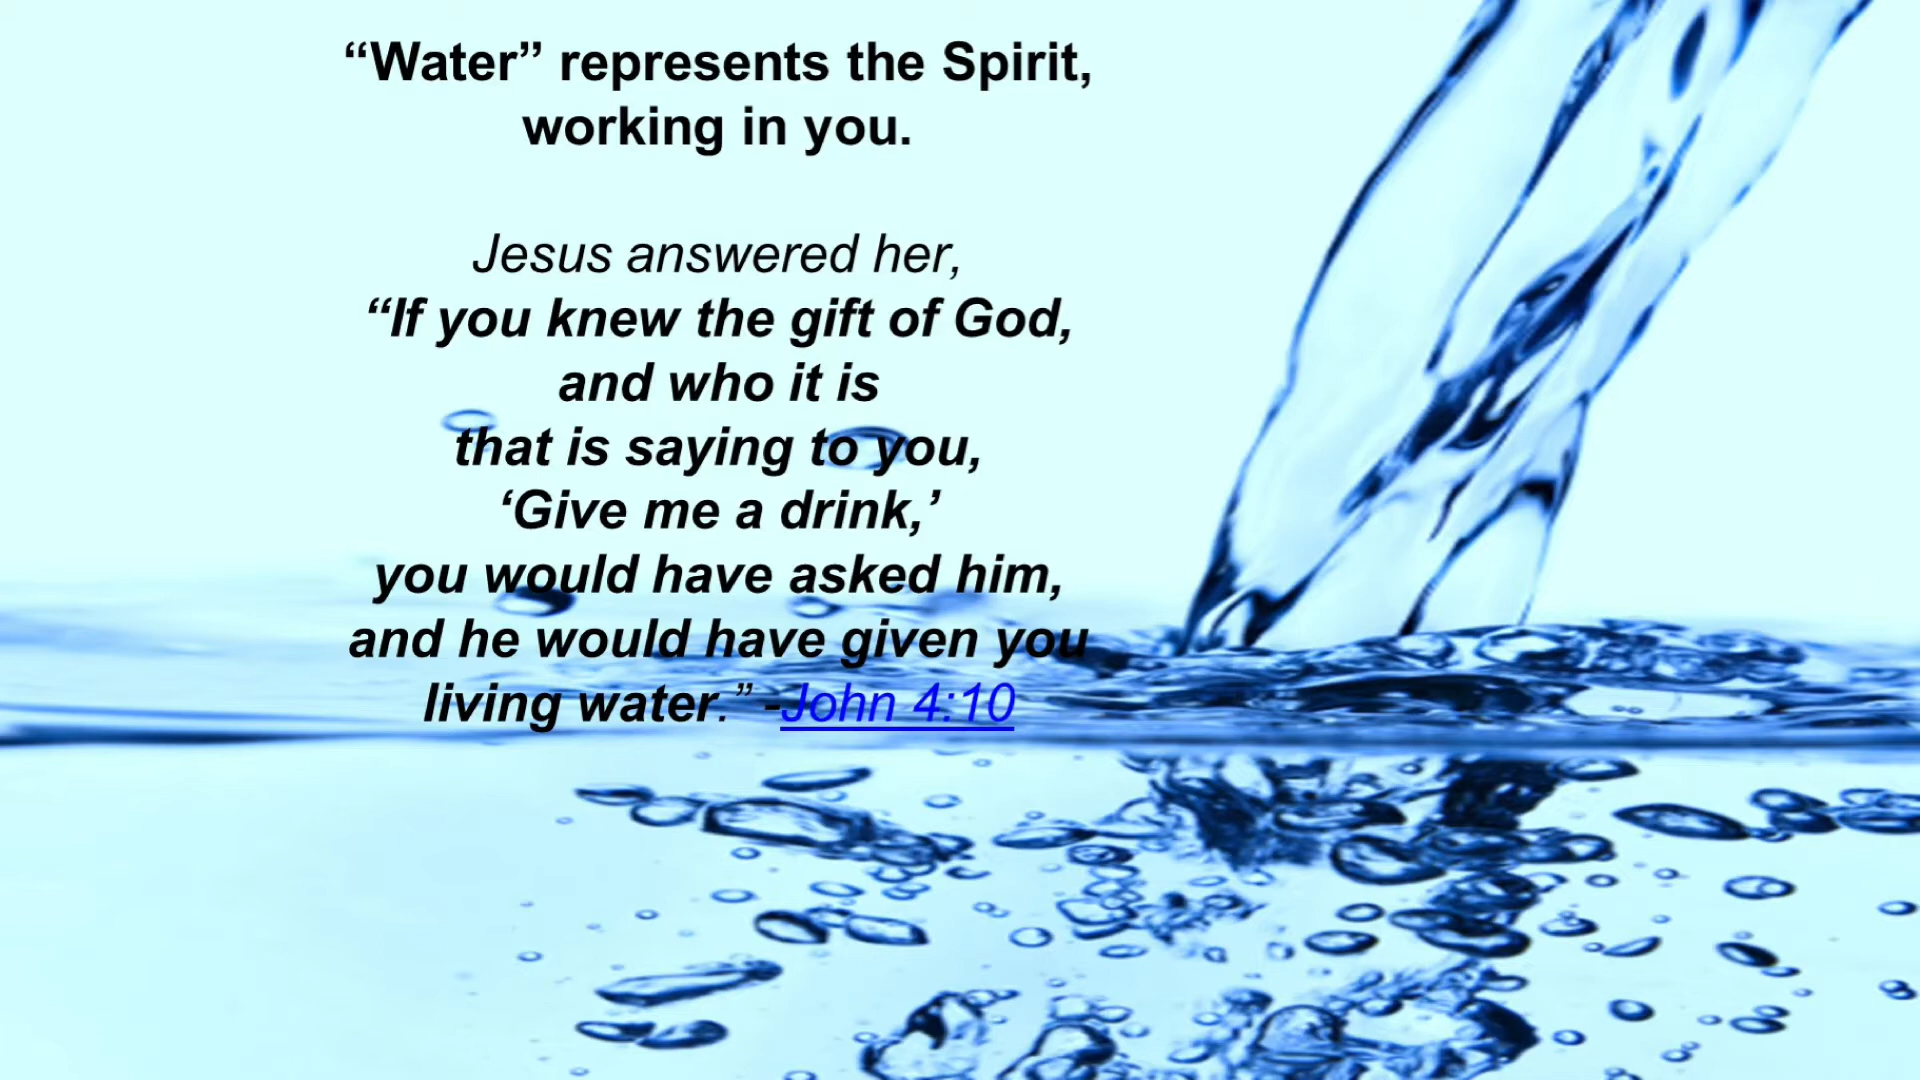 “Water” represents the Spirit,
working in you.
Jesus answered her,
“If you knew the gift of God,
and who it is
that is saying to you,
‘Give me a drink,’
you would have asked him,
and he would have given you
living water.” -John 4:10